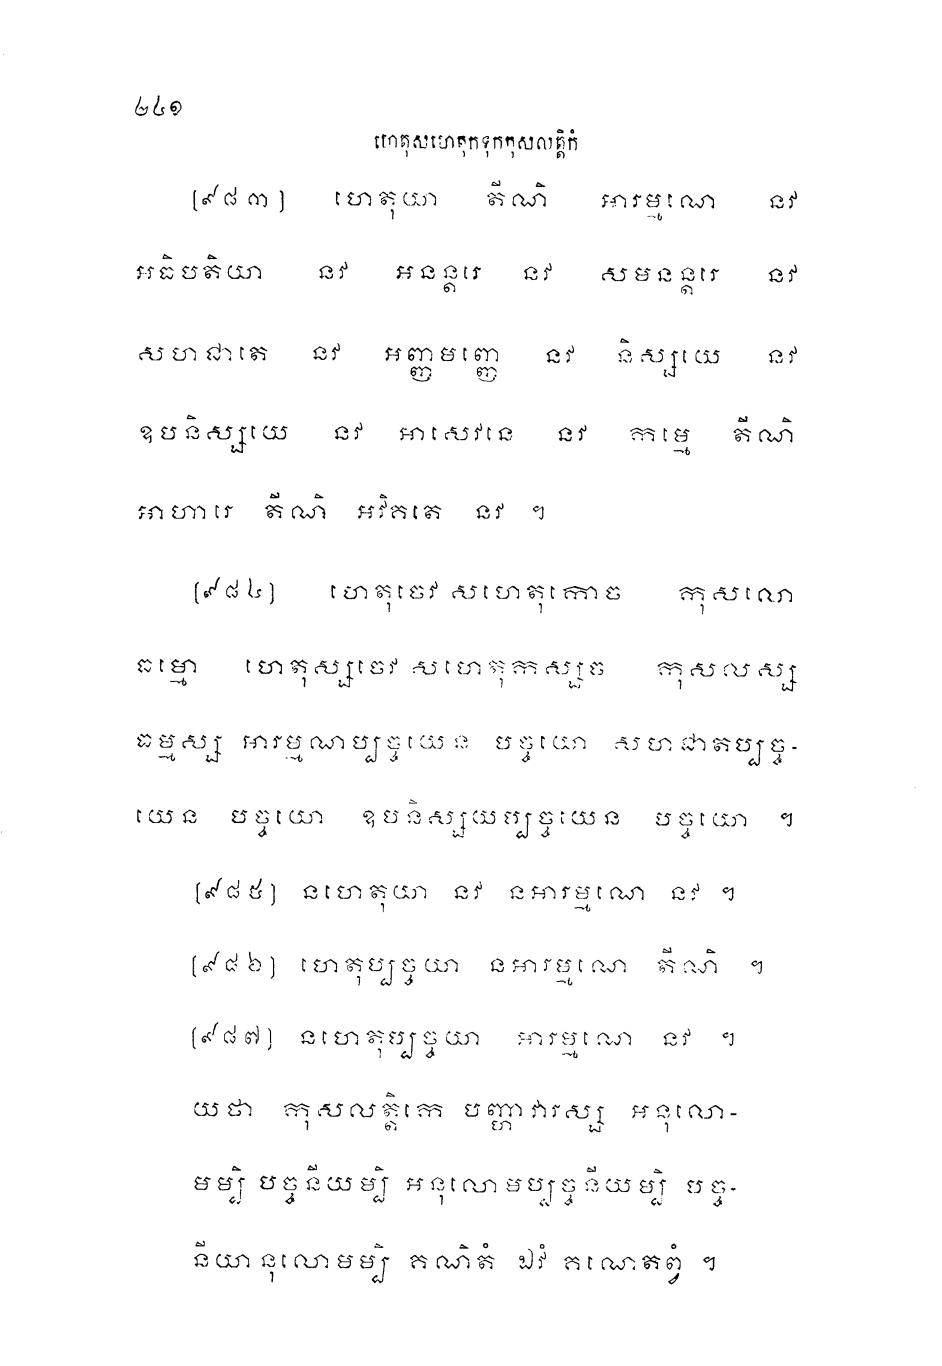 ២៤១
ហេតុសហេតុកទុកកុសលត្តិកំ
[៩៨៣] ហេតុយា តីណិ អារម្មណេ នវ
អធិបតិយា នវ អនន្តរេ នវ សមនន្តរេ នវ
សហជាតេ នវ អញ្ញមញ្ញេ នវ និស្សយេ នវ
ឧបនិស្សយេ នវ អាសេវនេ នវ កម្មេ តីណិ
អាហារេ តីណិ អវិគតេ នវ ។
[៩៨៤] ហេតុចេវ សហេតុកោច កុសលោ
ធម្មោ ហេតុស្សចេវ សហេតុកស្សច កុសលស្ស
ធម្មស្ស អារម្មណប្បច្ចយេន បច្ចយោ សហជាតប្បច្ច-
យេន បច្ចយោ ឧបនិស្សយប្បច្ចយេន បច្ចយោ ។
[៩៨៥] នហេតុយា នវ នអារម្មណេ នវ ។
[៩៨៦] ហេតុប្បច្ចយា នអារម្មណេ តីណិ ។
[៩៨៧] នហេតុប្បច្ចយា អារម្មណេ នវ ។
យថា កុសលត្តិកេ បញ្ហាវារស្ស អនុលោ-
មម្បិ បច្ចនីយម្បិ អនុលោមប្បច្ចនីយម្បិ បច្ច-
នីយានុលោមម្បិ គណិតំ ឯវំ គណេតព្វំ ។